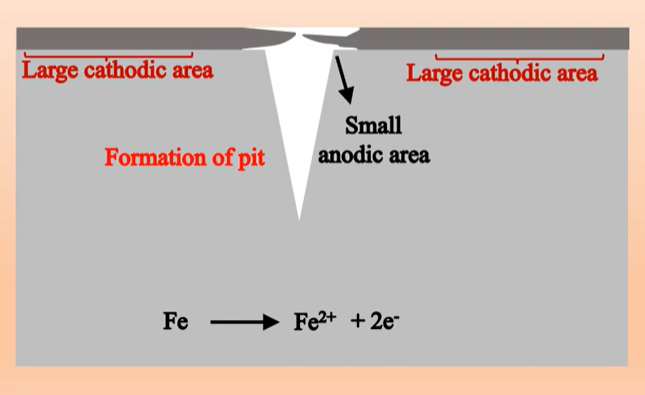 Large cathodic area
Large cathodic area
Small
anodic area
Formation of pit
Fe ⟶ Fe²⁺ + 2e⁻